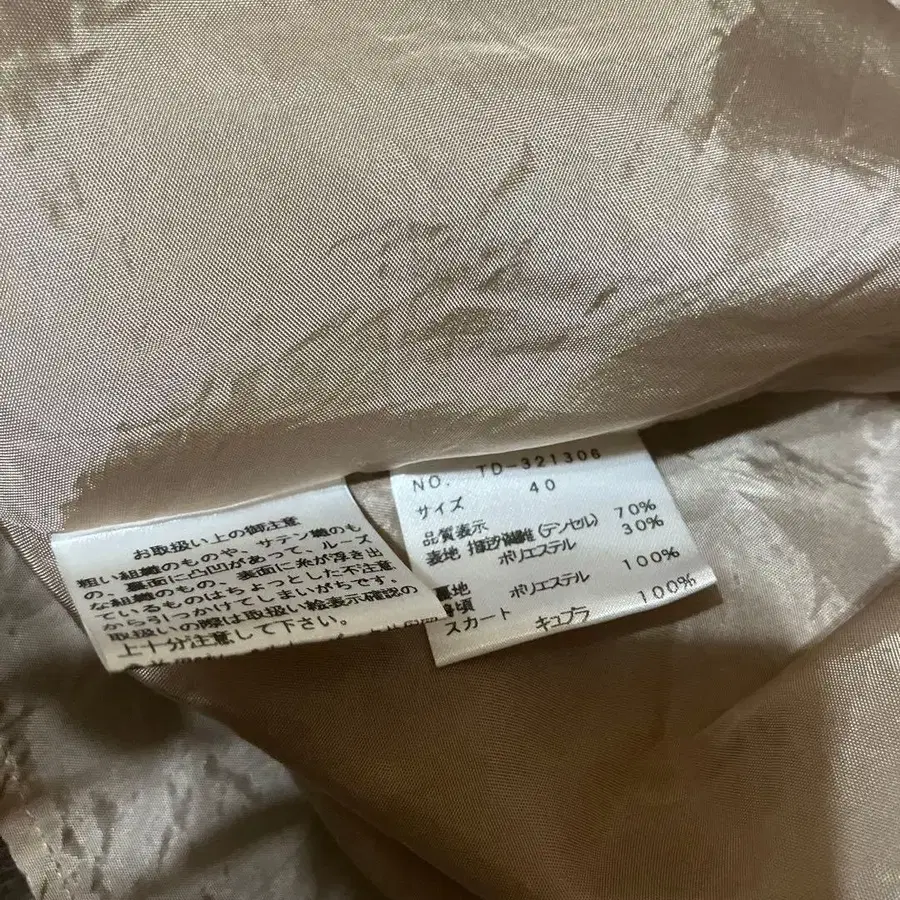 お取扱い上の御注意
粗い組織のものや、サテン織のも
の、裏面に凸凹があって、ルーズ
な組織のもの、表面に糸が浮き出
ているものはちょっとした不注意
から引っかけてしまいがちです。
取扱いの際は取扱い絵表示確認の
上十分注意して下さい。
NO. TD-321306
サイズ 40
品質表示
表地 指定外繊維(テンセル) 70%
ポリエステル 30%
裏地
身頃 ポリエステル 100%
スカート キュプラ 100%